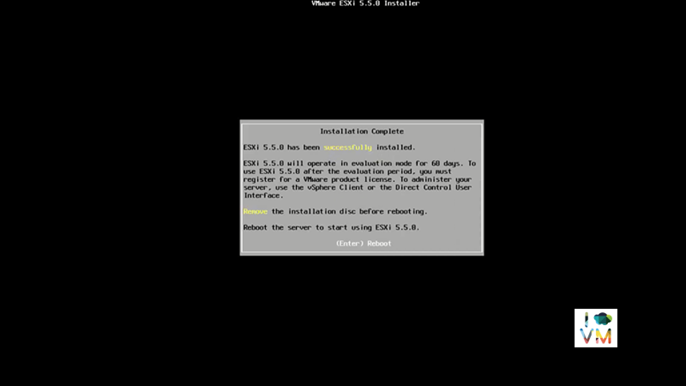 VMware ESXi 5.5.0 Installer
Installation Complete
ESXi 5.5.0 has been successfully installed.
ESXi 5.5.0 will operate in evaluation mode for 60 days. To
use ESXi 5.5.0 after the evaluation period, you must
register for a VMware product license. To administer your
server, use the vSphere Client or the Direct Control User
Interface.
Remove the installation disc before rebooting.
Reboot the server to start using ESXi 5.5.0.
(Enter) Reboot
I
VM